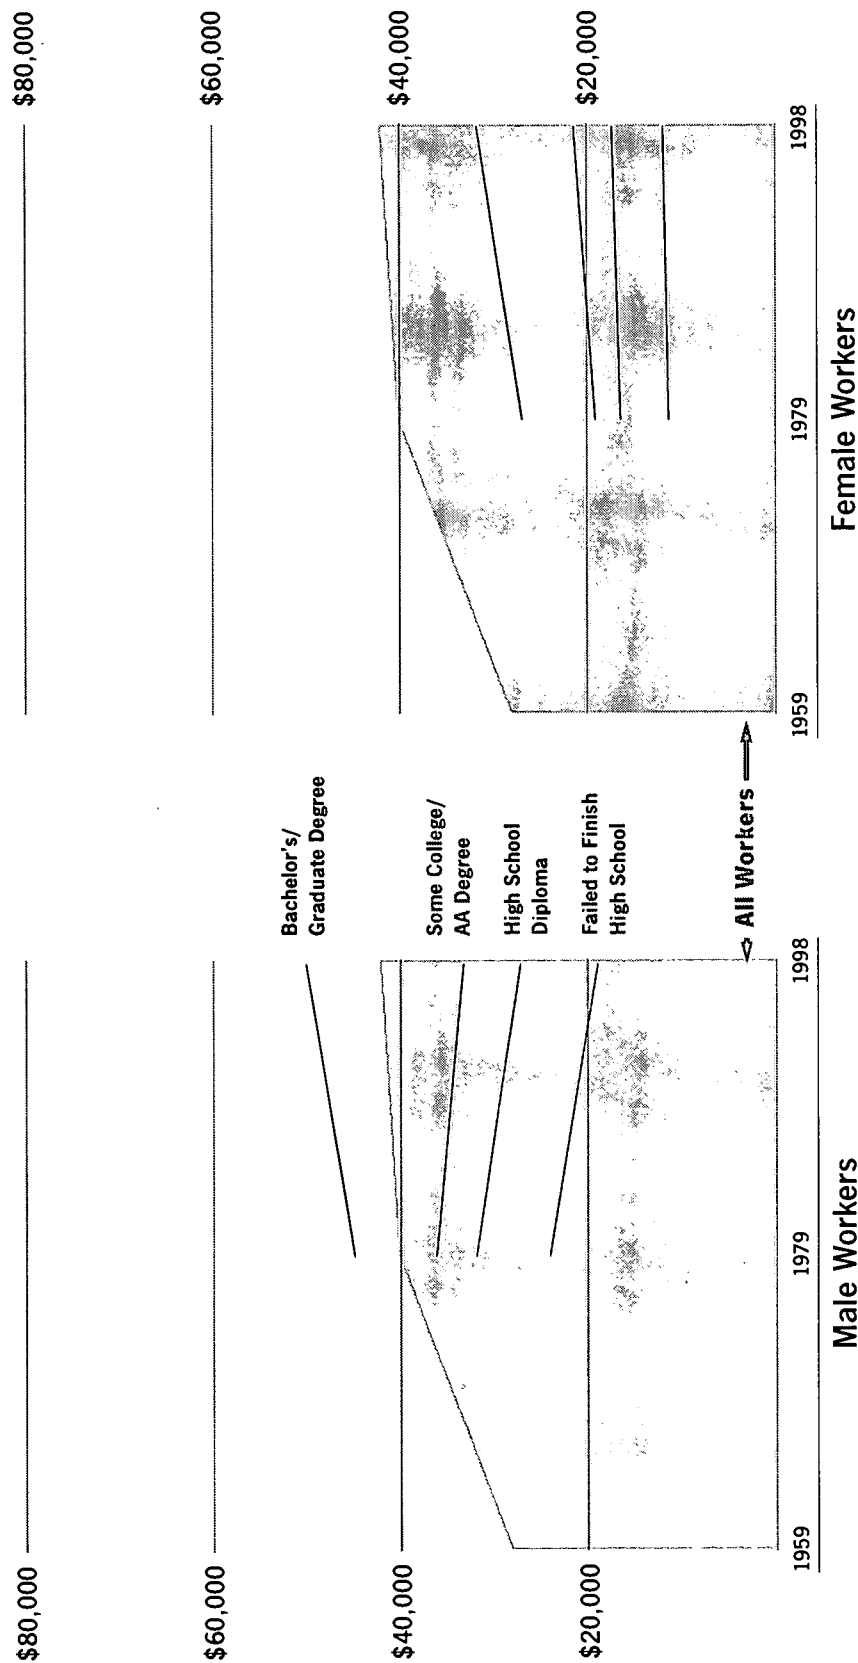 $80,000
$60,000
$40,000
$20,000
1959
1979
1998
Male Workers
Bachelor's/
Graduate Degree
Some College/
AA Degree
High School
Diploma
Failed to Finish
High School
All Workers
1959
1979
1998
Female Workers
$80,000
$60,000
$40,000
$20,000